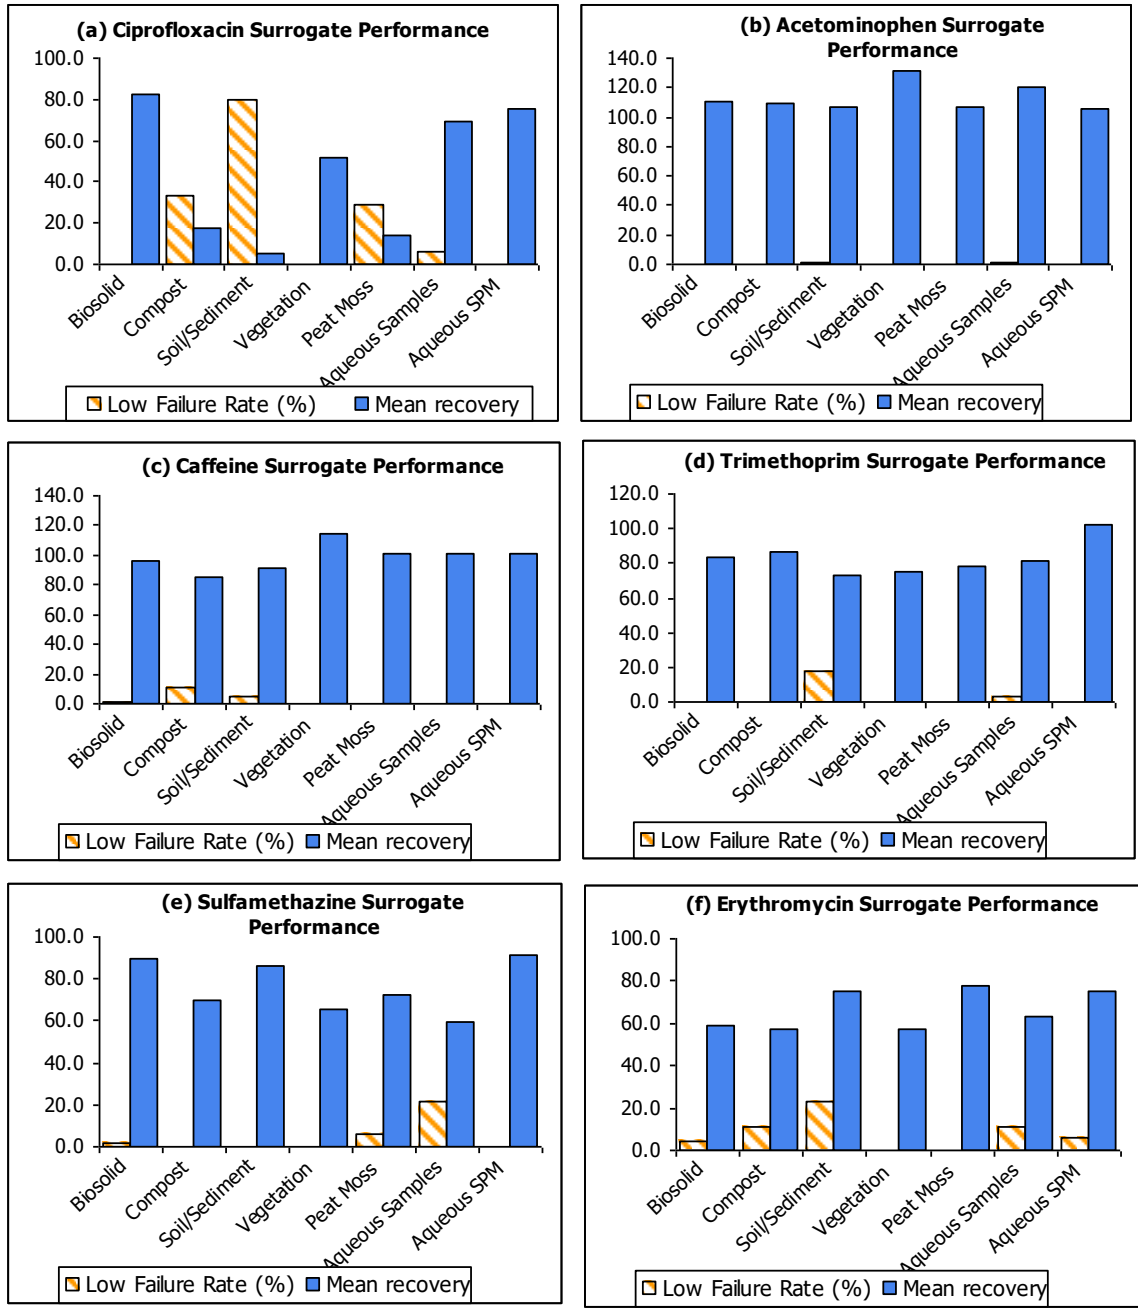 (a) Ciprofloxacin Surrogate Performance
100.0
80.0
60.0
40.0
20.0
0.0
Biosolid
Compost
Soil/Sediment
Vegetation
Peat Moss
Aqueous Samples
Aqueous SPM
Low Failure Rate (%) Mean recovery
(b) Acetominophen Surrogate
Performance
140.0
120.0
100.0
80.0
60.0
40.0
20.0
0.0
Biosolid
Compost
Soil/Sediment
Vegetation
Peat Moss
Aqueous Samples
Aqueous SPM
Low Failure Rate (%) Mean recovery
(c) Caffeine Surrogate Performance
140.0
120.0
100.0
80.0
60.0
40.0
20.0
0.0
Biosolid
Compost
Soil/Sediment
Vegetation
Peat Moss
Aqueous Samples
Aqueous SPM
Low Failure Rate (%) Mean recovery
(d) Trimethoprim Surrogate Performance
120.0
100.0
80.0
60.0
40.0
20.0
0.0
Biosolid
Compost
Soil/Sediment
Vegetation
Peat Moss
Aqueous Samples
Aqueous SPM
Low Failure Rate (%) Mean recovery
(e) Sulfamethazine Surrogate
Performance
100.0
80.0
60.0
40.0
20.0
0.0
Biosolid
Compost
Soil/Sediment
Vegetation
Peat Moss
Aqueous Samples
Aqueous SPM
Low Failure Rate (%) Mean recovery
(f) Erythromycin Surrogate Performance
100.0
80.0
60.0
40.0
20.0
0.0
Biosolid
Compost
Soil/Sediment
Vegetation
Peat Moss
Aqueous Samples
Aqueous SPM
Low Failure Rate (%) Mean recovery